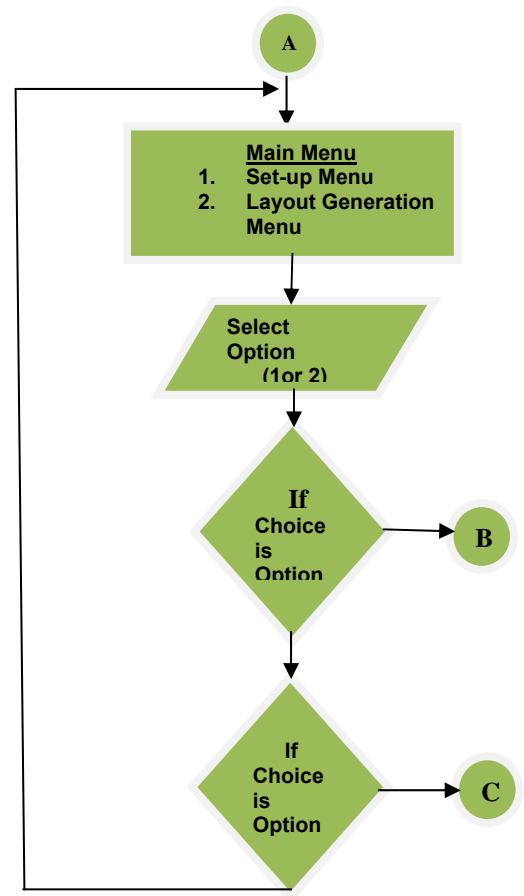 A
Main Menu
1. Set-up Menu
2. Layout Generation
Menu
Select
Option
(1or 2)
If
Choice
is
Option
B
If
Choice
is
Option
C